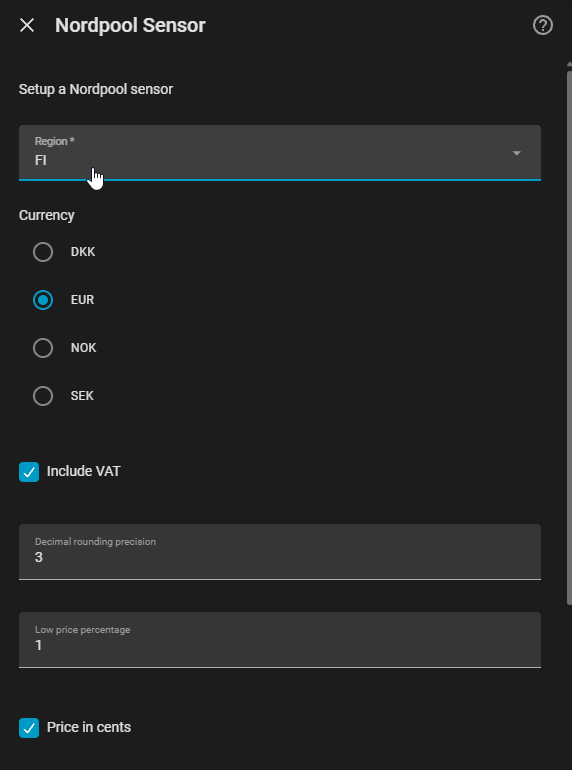 Nordpool Sensor
Setup a Nordpool sensor
Region *
FI
Currency
DKK
EUR
NOK
SEK
Include VAT
Decimal rounding precision
3
Low price percentage
1
Price in cents